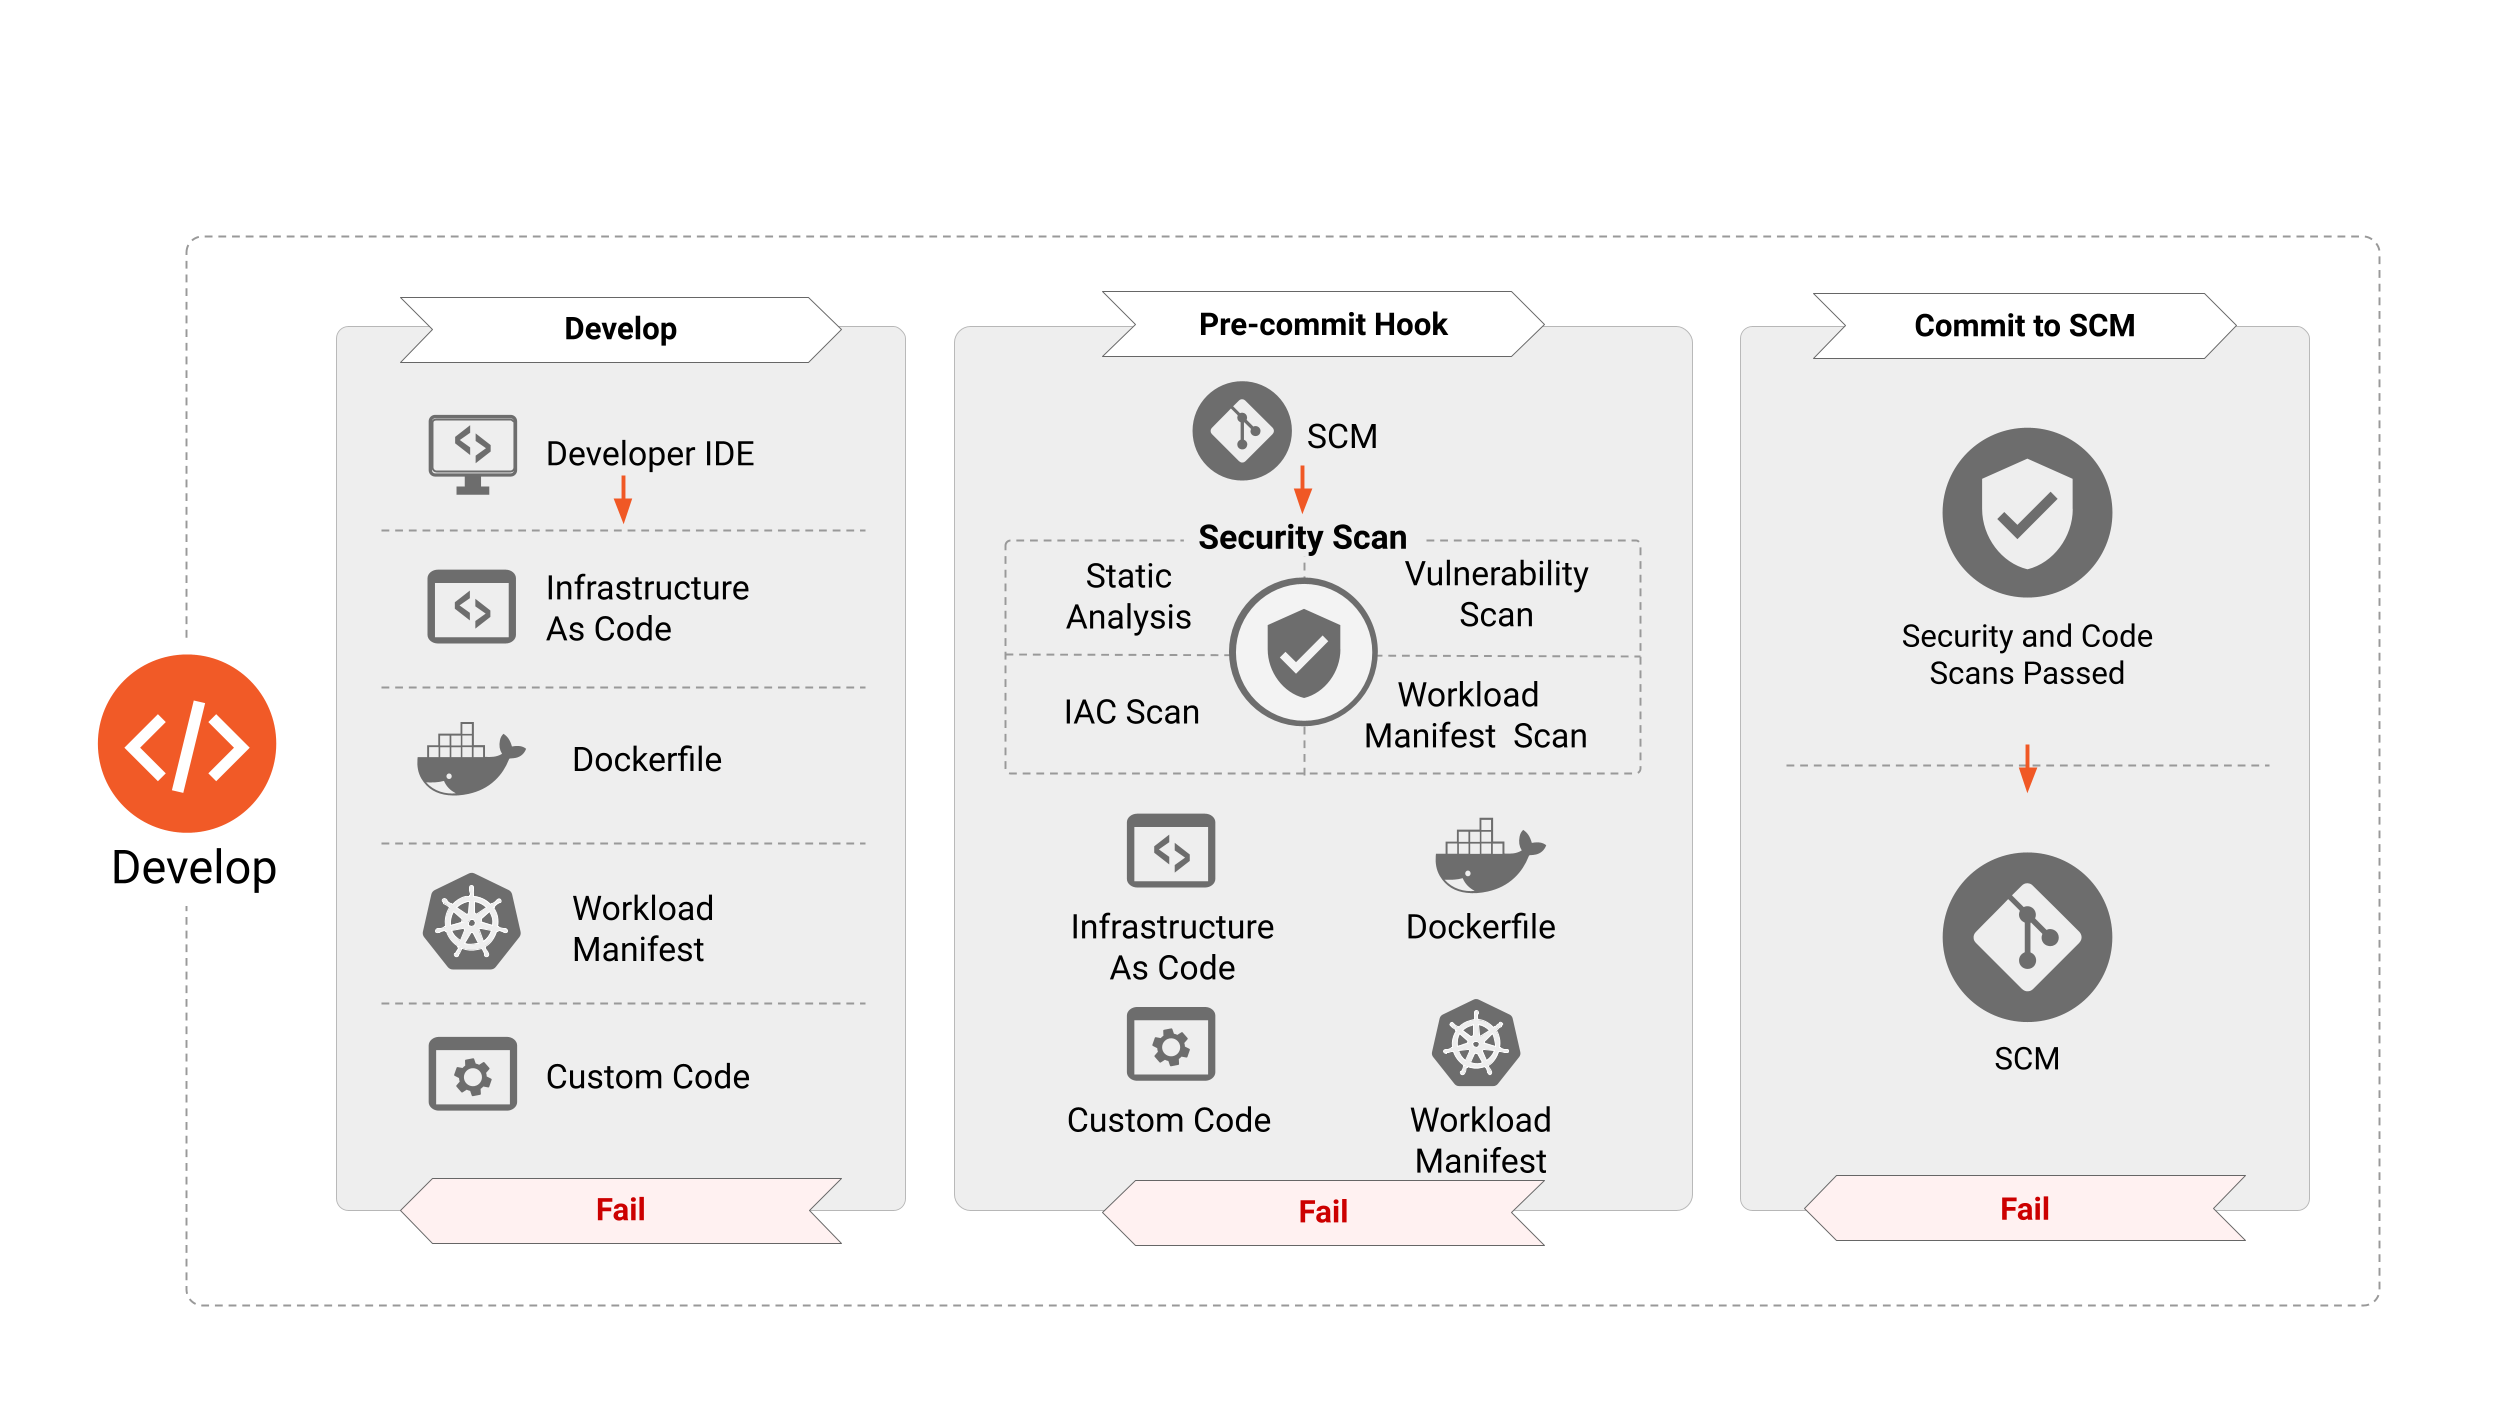 Develop
Develop
Developer IDE
Infrastructure
As Code
Dockerfile
Workload
Manifest
Custom Code
Fail
Pre-commit Hook
SCM
Security Scan
Static
Analysis
Vulnerability
Scan
IAC Scan
Workload
Manifest Scan
Infrastructure
As Code
Dockerfile
Custom Code
Workload
Manifest
Fail
Commit to SCM
Security and Code
Scans Passed
SCM
Fail